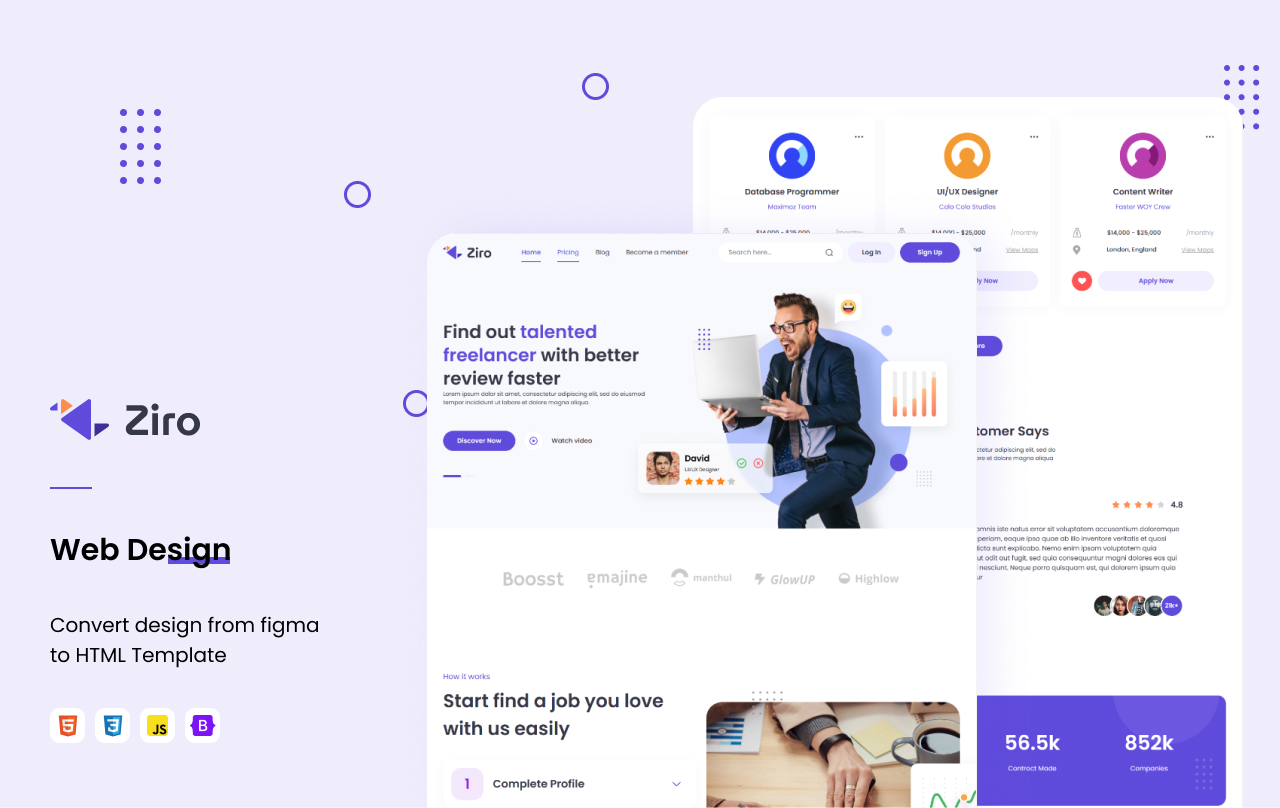 Ziro
Web Design
Convert design from figma
to HTML Template
JS
B
Database Programmer
Maximoz Team
$14,000 - $25,000
/monthly
UI/UX Designer
Colo Colo Studios
$14,000 - $25,000
/monthly
Content Writer
Faster WOY Crew
$14,000 - $25,000
/monthly
London, England
View Maps
View Maps
Apply Now
Ziro
Home
Pricing
Blog
Become a member
Search here...
Log In
Sign Up
Find out talented
freelancer with better
review faster
Lorem ipsum dolor sit amet, consectetur adipiscing elit, sed do eiusmod
tempor incididunt ut labore et dolore magna aliqua.
Discover Now
Watch video
David
UI/UX Designer
Boosst
amajine
manthul
GlowUP
Highlow
How it works
Start find a job you love
with us easily
1
Complete Profile
tomer Says
ectetur adipiscing elit, sed do
ore et dolore magna aliqua
4.8
omnis iste natus error sit voluptatem accusantium doloremque
periam, eaque ipsa quae ab illo inventore veritatis et quasi
dicta sunt explicabo. Nemo enim ipsam voluptatem quia
ut odit aut fugit, sed quia consequuntur magni dolores eos qui
nesciunt. Neque porro quisquam est, qui dolorem ipsum quia
ur
21k+
56.5k
Contract Made
852k
Companies